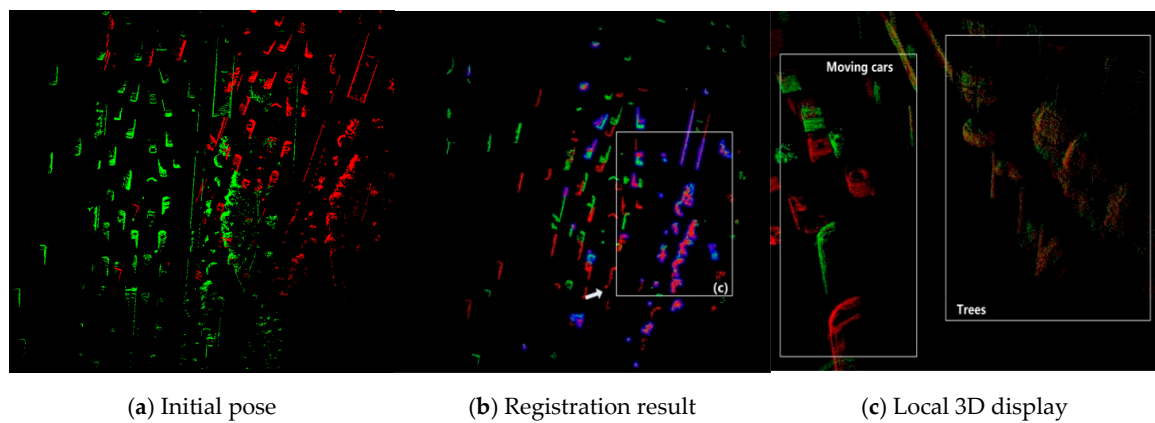 Moving cars
Trees
(c)
(a) Initial pose
(b) Registration result
(c) Local 3D display